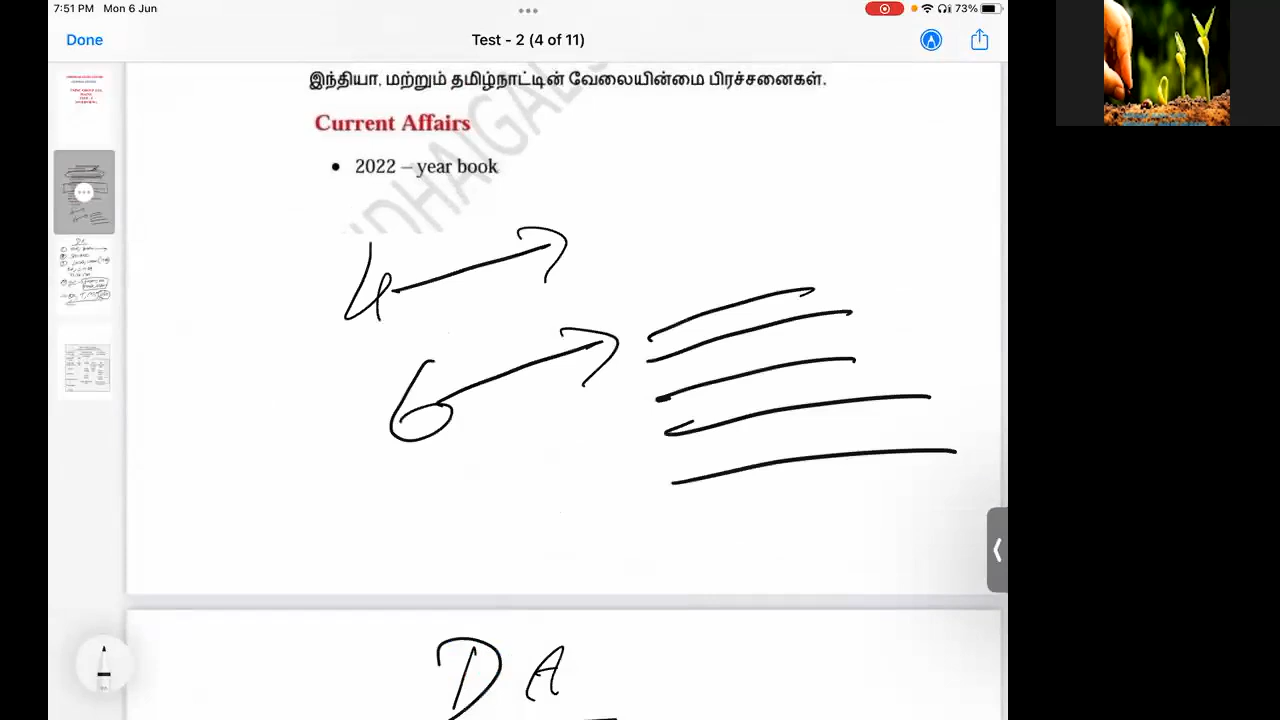 7:51 PM Mon 6 Jun
73%
Done
Test - 2 (4 of 11)
இந்தியா, மற்றும் தமிழ்நாட்டின் வேலையின்மை பிரச்சனைகள்.
Current Affairs
• 2022 – year book
4
6
D A